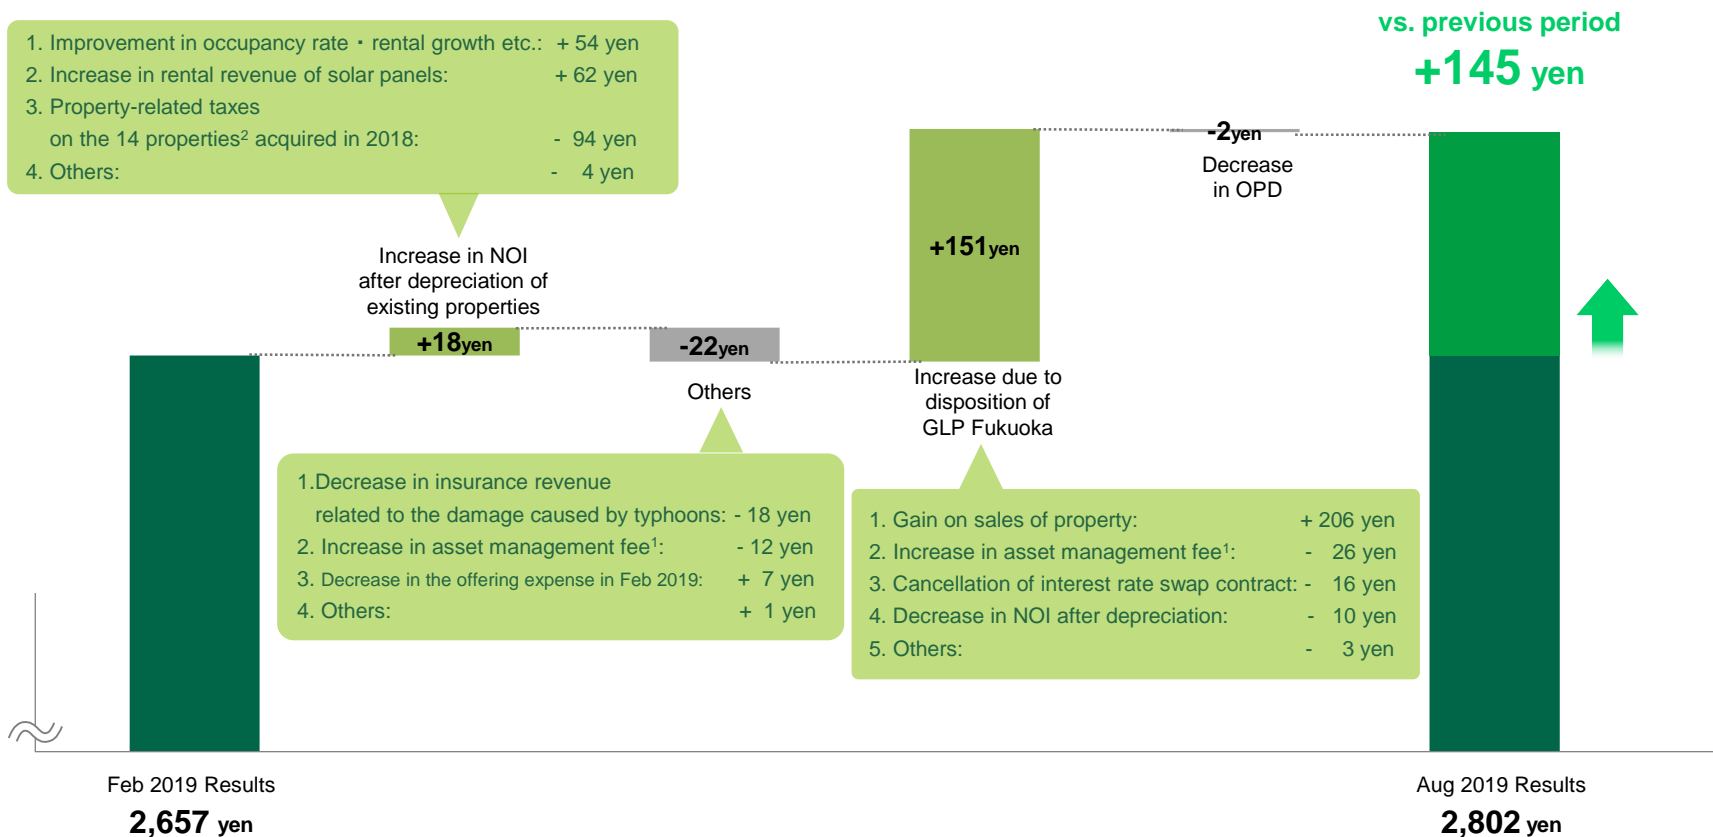 1. Improvement in occupancy rate・rental growth etc.: + 54 yen
2. Increase in rental revenue of solar panels: + 62 yen
3. Property-related taxes
on the 14 properties2 acquired in 2018: - 94 yen
4. Others: - 4 yen
vs. previous period
+145 yen
Increase in NOI
after depreciation of
existing properties
+18yen
-22yen
Others
+151yen
Increase due to
disposition of
GLP Fukuoka
-2yen
Decrease
in OPD
1.Decrease in insurance revenue
related to the damage caused by typhoons: - 18 yen
2. Increase in asset management fee1: - 12 yen
3. Decrease in the offering expense in Feb 2019: + 7 yen
4. Others: + 1 yen
1. Gain on sales of property: + 206 yen
2. Increase in asset management fee1: - 26 yen
3. Cancellation of interest rate swap contract: - 16 yen
4. Decrease in NOI after depreciation: - 10 yen
5. Others: - 3 yen
Feb 2019 Results
2,657 yen
Aug 2019 Results
2,802 yen